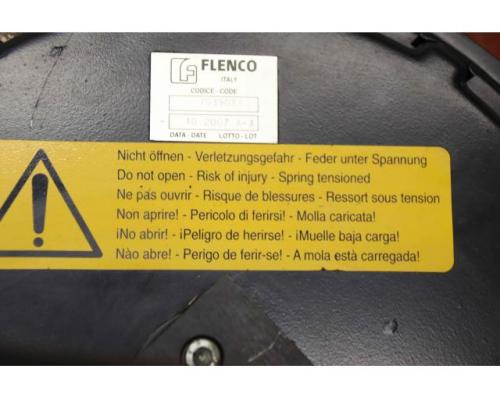 FLENCO
ITALY
CODICE - CODE
10 2007
DATA - DATE LOTTO - LOT
Nicht öffnen - Verletzungsgefahr - Feder unter Spannung
Do not open - Risk of injury - Spring tensioned
Ne pas ouvrir - Risque de blessures - Ressort sous tension
Non aprire! - Pericolo di ferirsi! - Molla caricata!
¡No abrir! - ¡Peligro de herirse! - ¡Muelle baja carga!
Nào abre! - Perigo de ferir-se! - A mola està carregada!